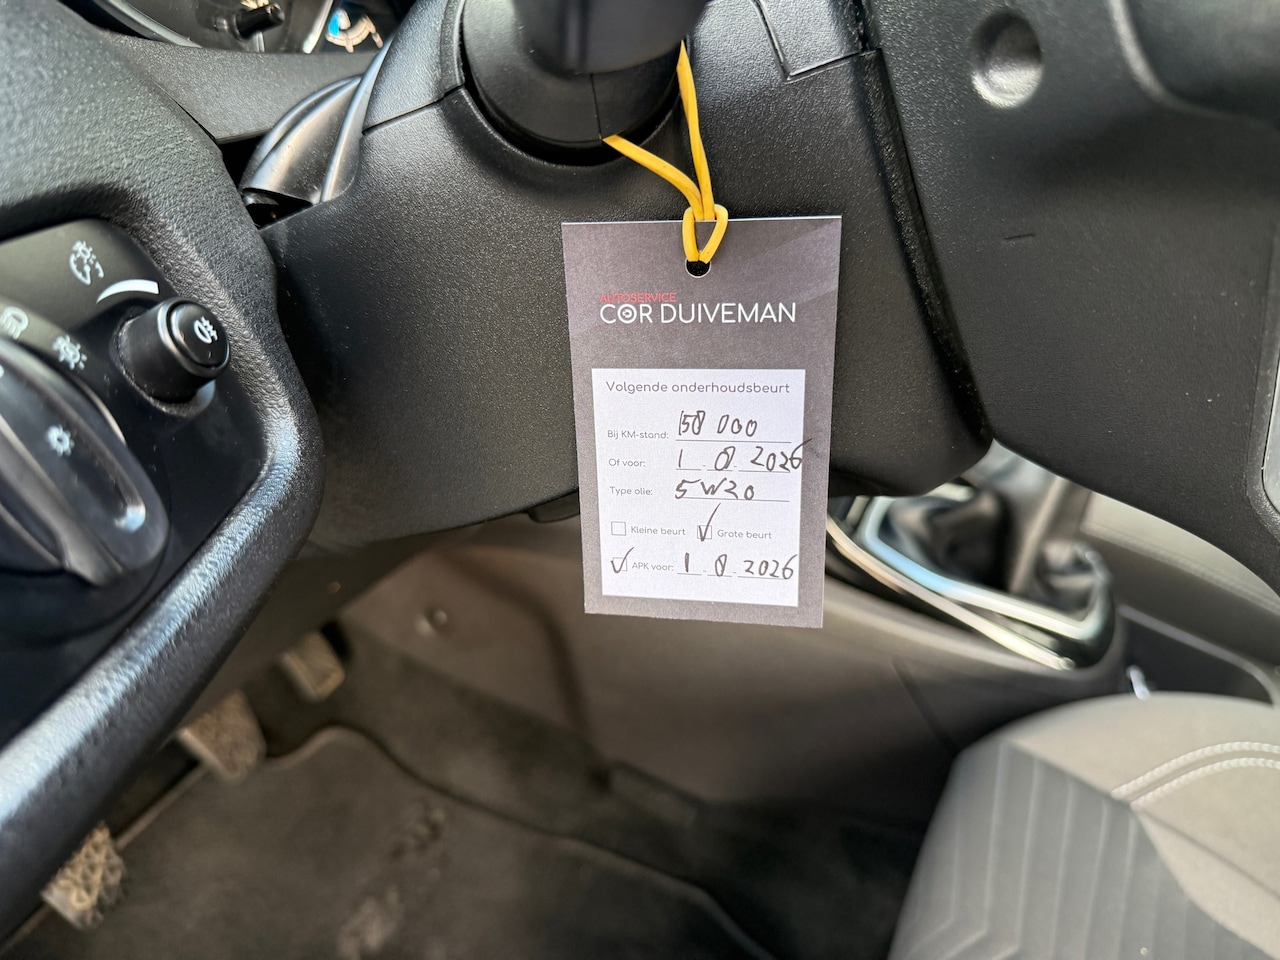 AUTOSERVICE
COR DUIVEMAN
Volgende onderhoudsbeurt
Bij KM-stand: 158 000
Of voor: 1 8 2026
Type olie: 5W20
Kleine beurt Grote beurt
APK voor: 1 8 2026